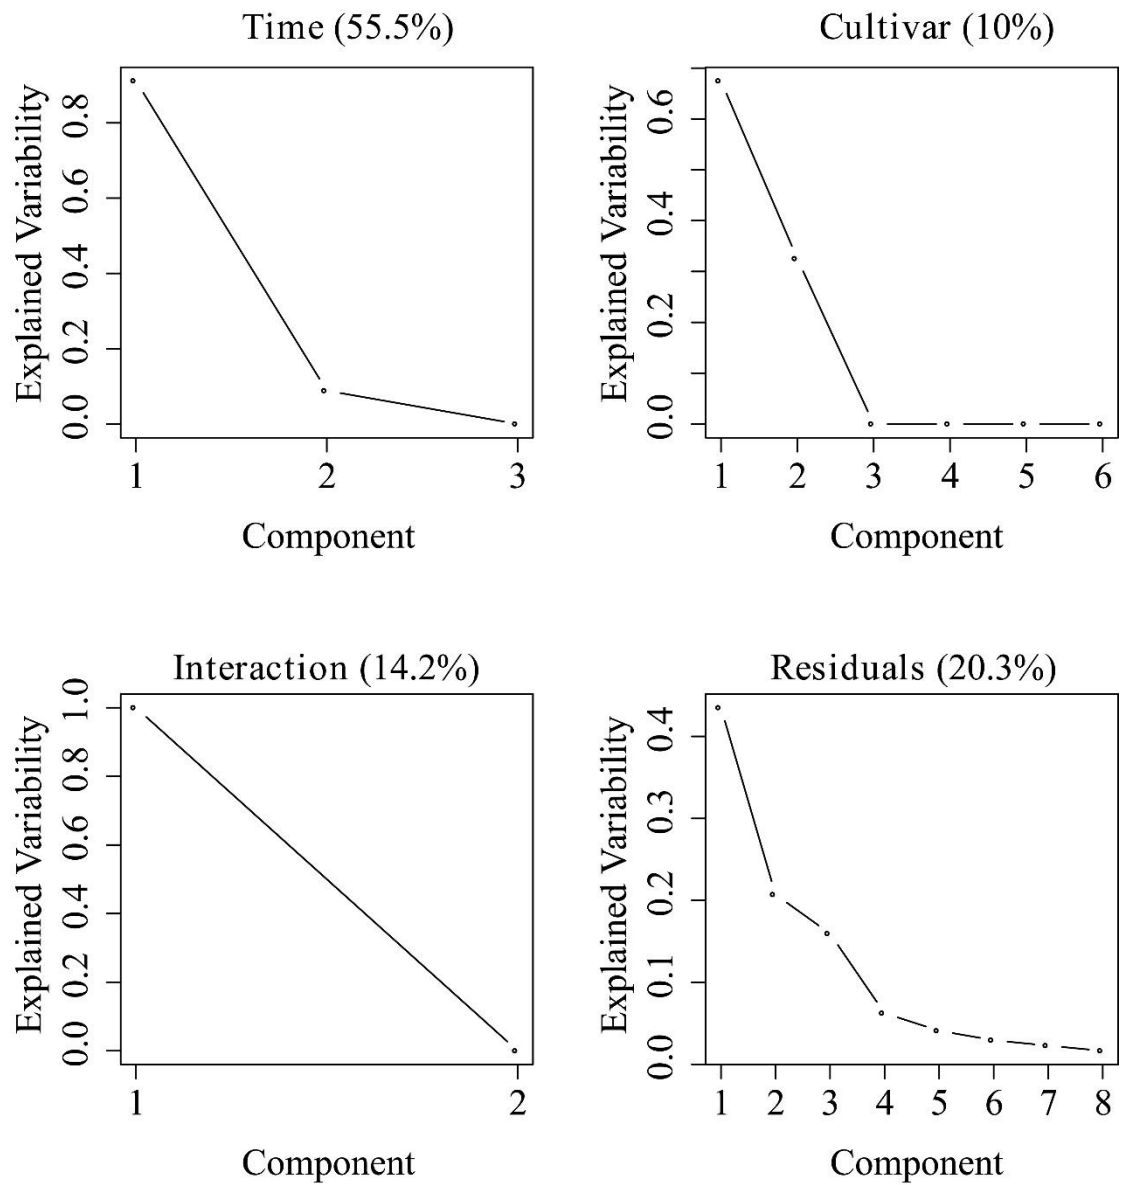 Time (55.5%)
Explained Variability
0.8
0.6
0.4
0.2
0.0
1 2 3
Component
Cultivar (10%)
Explained Variability
0.6
0.4
0.2
0.0
1 2 3 4 5 6
Component
Interaction (14.2%)
Explained Variability
1.0
0.8
0.6
0.4
0.2
0.0
1 2
Component
Residuals (20.3%)
Explained Variability
0.4
0.3
0.2
0.1
0.0
1 2 3 4 5 6 7 8
Component